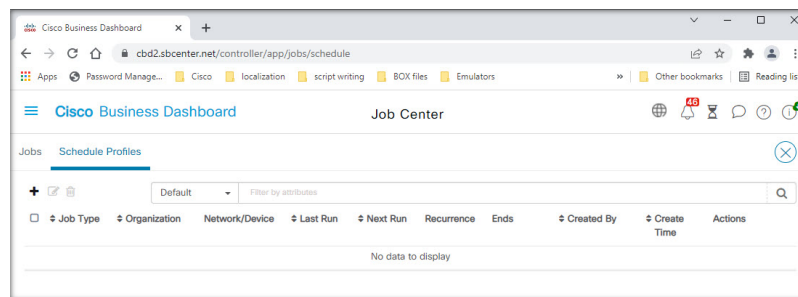 Cisco Business Dashboard
cbd2.sbcenter.net/controller/app/jobs/schedule
Apps Password Manage... Cisco localization script writing BOX files Emulators » Other bookmarks Reading lis
Cisco Business Dashboard Job Center 46
Jobs Schedule Profiles
Default Filter by attributes
Job Type Organization Network/Device Last Run Next Run Recurrence Ends Created By Create Time Actions
No data to display